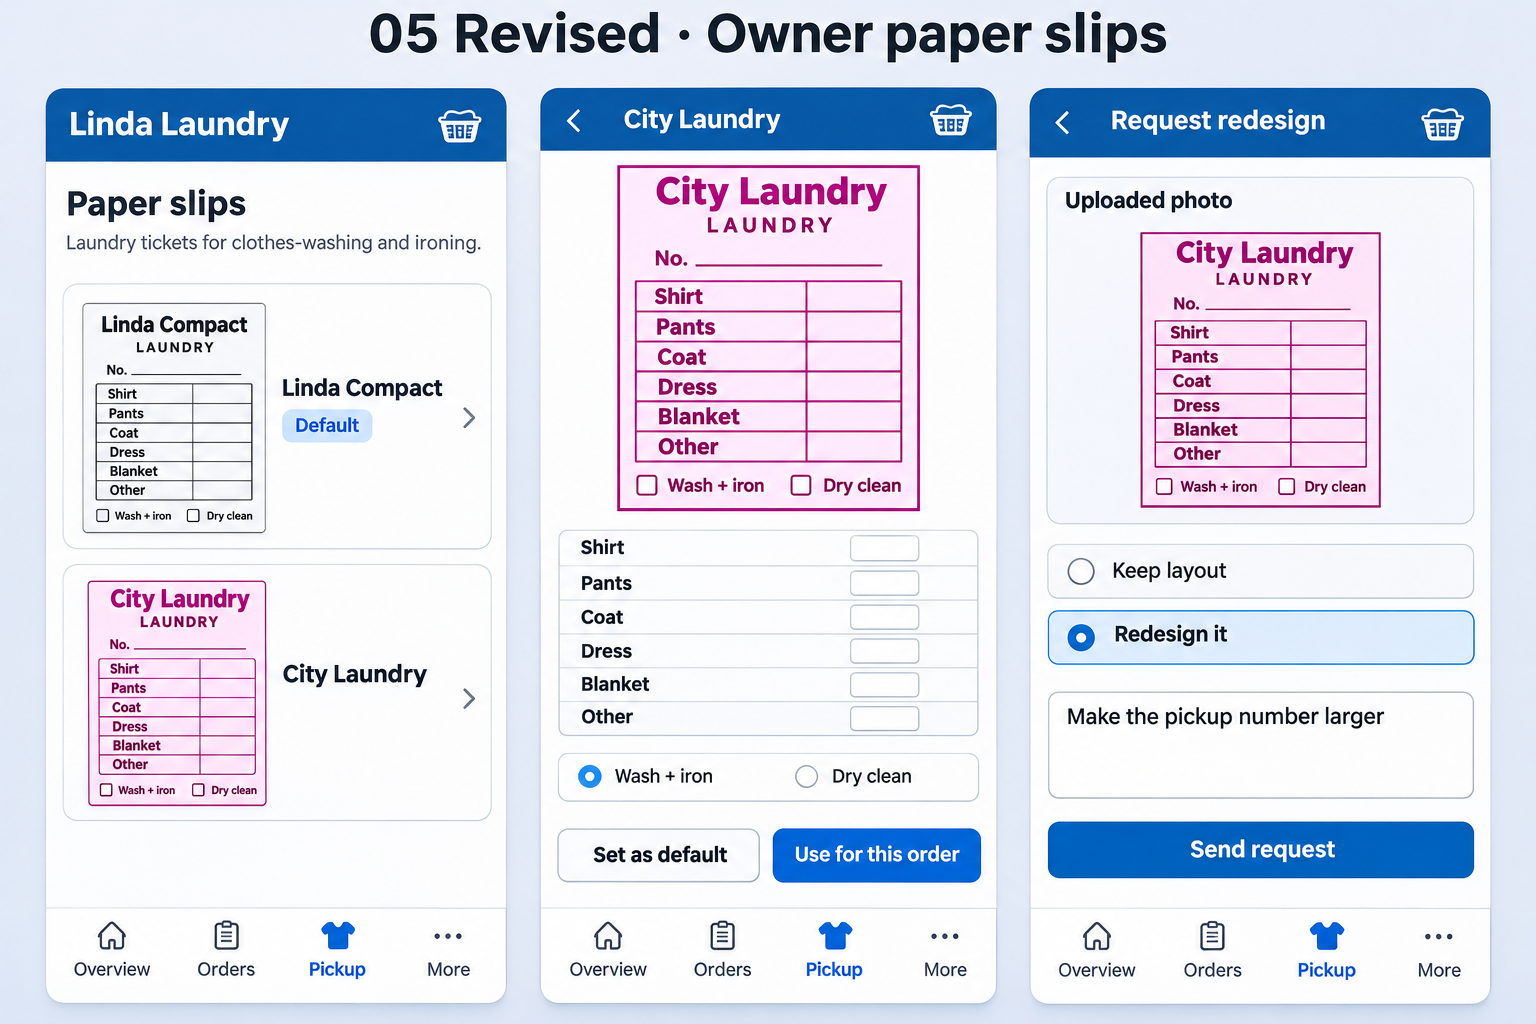 05 Revised · Owner paper slips
Linda Laundry
Paper slips
Laundry tickets for clothes-washing and ironing.
Linda Compact
LAUNDRY
No.
Shirt
Pants
Coat
Dress
Blanket
Other
Wash + iron
Dry clean
Linda Compact
Default
City Laundry
LAUNDRY
No.
Shirt
Pants
Coat
Dress
Blanket
Other
Wash + iron
Dry clean
City Laundry
Overview
Orders
Pickup
More
City Laundry
City Laundry
LAUNDRY
No.
Shirt
Pants
Coat
Dress
Blanket
Other
Wash + iron
Dry clean
Shirt
Pants
Coat
Dress
Blanket
Other
Wash + iron
Dry clean
Set as default
Use for this order
Overview
Orders
Pickup
More
Request redesign
Uploaded photo
City Laundry
LAUNDRY
No.
Shirt
Pants
Coat
Dress
Blanket
Other
Wash + iron
Dry clean
Keep layout
Redesign it
Make the pickup number larger
Send request
Overview
Orders
Pickup
More